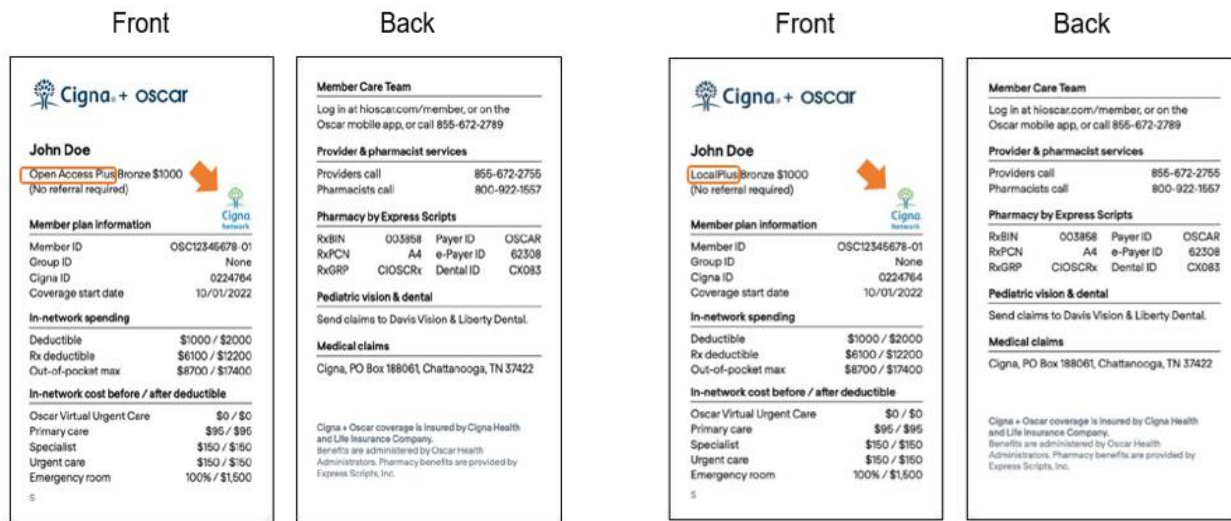 Front
Back
Cigna + oscar
John Doe
Open Access Plus Bronze $1000
(No referral required)
Cigna
Network
Member plan information
Member ID OSC12345678-01
Group ID None
Cigna ID 0224764
Coverage start date 10/01/2022
In-network spending
Deductible $1000 / $2000
Rx deductible $6100 / $12200
Out-of-pocket max $8700 / $17400
In-network cost before / after deductible
Oscar Virtual Urgent Care $0 / $0
Primary care $95 / $95
Specialist $150 / $150
Urgent care $150 / $150
Emergency room 100% / $1,500
S
Member Care Team
Log in at hioscar.com/member, or on the
Oscar mobile app, or call 855-672-2789
Provider & pharmacist services
Providers call 855-672-2755
Pharmacists call 800-922-1557
Pharmacy by Express Scripts
RxBIN 003858 Payer ID OSCAR
RxPCN A4 e-Payer ID 62308
RxGRP CIOSCRx Dental ID CX083
Pediatric vision & dental
Send claims to Davis Vision & Liberty Dental.
Medical claims
Cigna, PO Box 188061, Chattanooga, TN 37422
Cigna + Oscar coverage is insured by Cigna Health
and Life Insurance Company.
Benefits are administered by Oscar Health
Administrators. Pharmacy benefits are provided by
Express Scripts, Inc.
Front
Back
Cigna + oscar
John Doe
LocalPlus Bronze $1000
(No referral required)
Cigna
Network
Member plan information
Member ID OSC12345678-01
Group ID None
Cigna ID 0224764
Coverage start date 10/01/2022
In-network spending
Deductible $1000 / $2000
Rx deductible $6100 / $12200
Out-of-pocket max $8700 / $17400
In-network cost before / after deductible
Oscar Virtual Urgent Care $0 / $0
Primary care $95 / $95
Specialist $150 / $150
Urgent care $150 / $150
Emergency room 100% / $1,500
S
Member Care Team
Log in at hioscar.com/member, or on the
Oscar mobile app, or call 855-672-2789
Provider & pharmacist services
Providers call 855-672-2755
Pharmacists call 800-922-1557
Pharmacy by Express Scripts
RxBIN 003858 Payer ID OSCAR
RxPCN A4 e-Payer ID 62308
RxGRP CIOSCRx Dental ID CX083
Pediatric vision & dental
Send claims to Davis Vision & Liberty Dental.
Medical claims
Cigna, PO Box 188061, Chattanooga, TN 37422
Cigna + Oscar coverage is insured by Cigna Health
and Life Insurance Company.
Benefits are administered by Oscar Health
Administrators. Pharmacy benefits are provided by
Express Scripts, Inc.